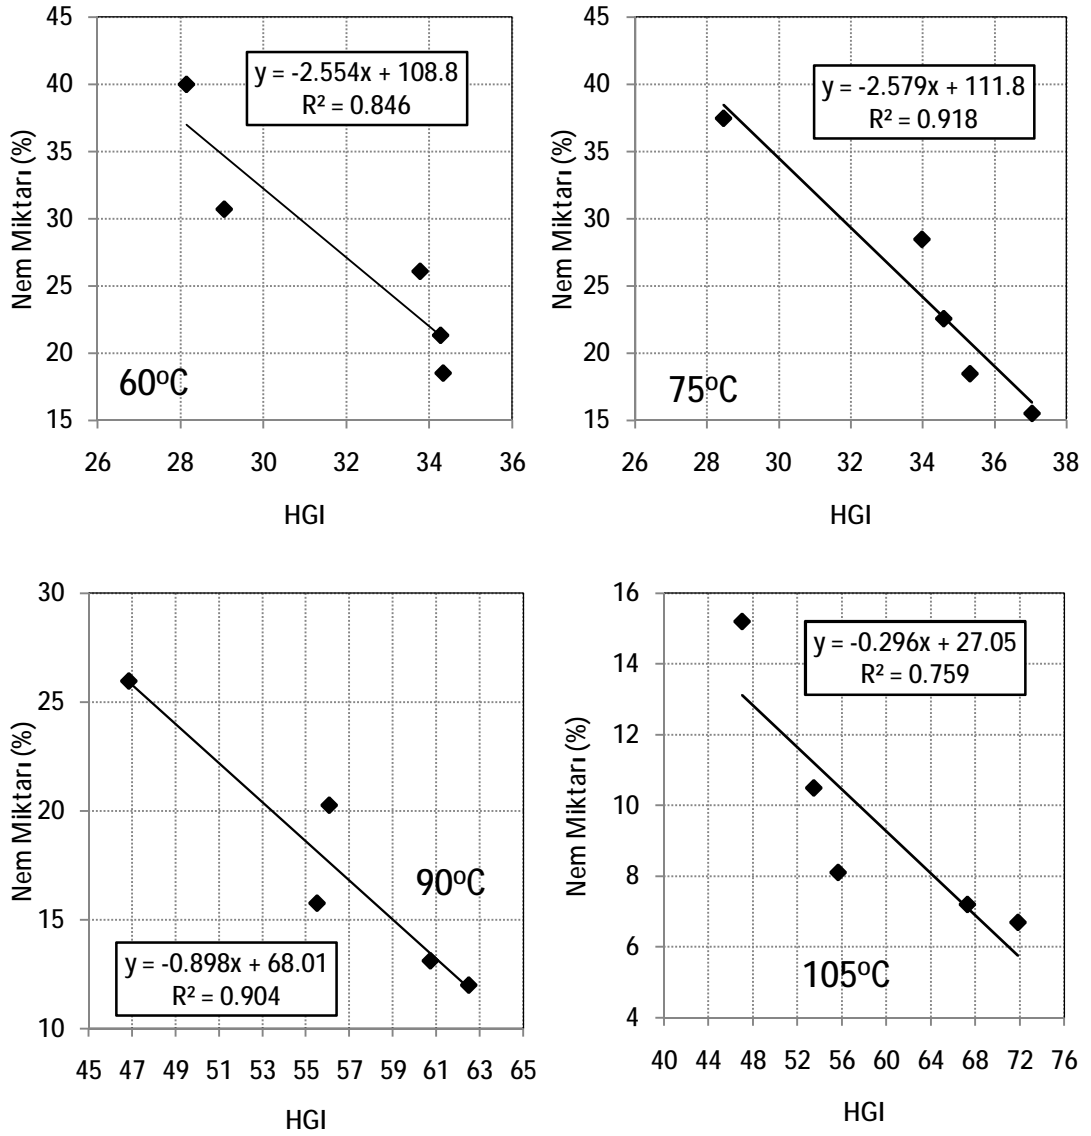 45
40
35
30
25
20
15
Nem Miktarı (%)
y = -2.554x + 108.8
R² = 0.846
60ºC
26 28 30 32 34 36
HGI
45
40
35
30
25
20
15
Nem Miktarı (%)
y = -2.579x + 111.8
R² = 0.918
75ºC
26 28 30 32 34 36 38
HGI
30
25
20
15
10
Nem Miktarı (%)
90ºC
y = -0.898x + 68.01
R² = 0.904
45 47 49 51 53 55 57 59 61 63 65
HGI
16
14
12
10
8
6
4
Nem Miktarı (%)
y = -0.296x + 27.05
R² = 0.759
105ºC
40 44 48 52 56 60 64 68 72 76
HGI